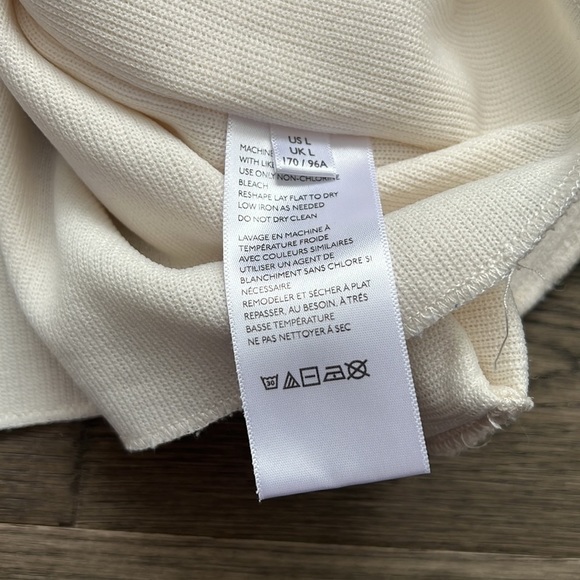 US L
UK L
170 / 96A
MACHINE
WITH LIK
USE ONLY NON-CHLORINE
BLEACH
RESHAPE LAY FLAT TO DRY
LOW IRON AS NEEDED
DO NOT DRY CLEAN
LAVAGE EN MACHINE À
TEMPÉRATURE FROIDE
AVEC COULEURS SIMILAIRES
UTILISER UN AGENT DE
BLANCHIMENT SANS CHLORE SI
NÉCESSAIRE
REMODELER ET SÉCHER À PLAT
REPASSER, AU BESOIN, À TRÉS
BASSE TEMPÉRATURE
NE PAS NETTOYER À SEC
30